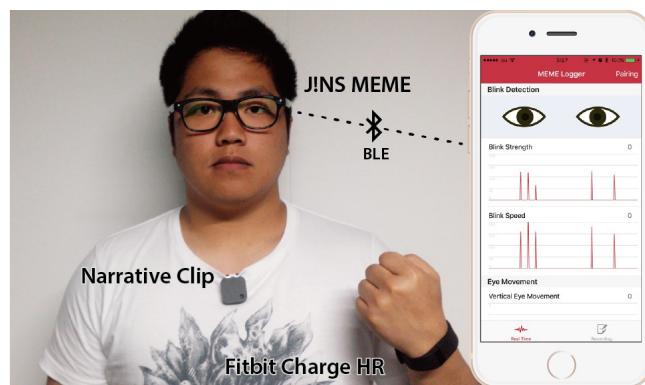 J!NS MEME
BLE
Narrative Clip
Fitbit Charge HR
MEME Logger
Pairing
Blink Detection
Blink Strength 0
Blink Speed 0
Eye Movement
Vertical Eye Movement 0
Real Time
Recording